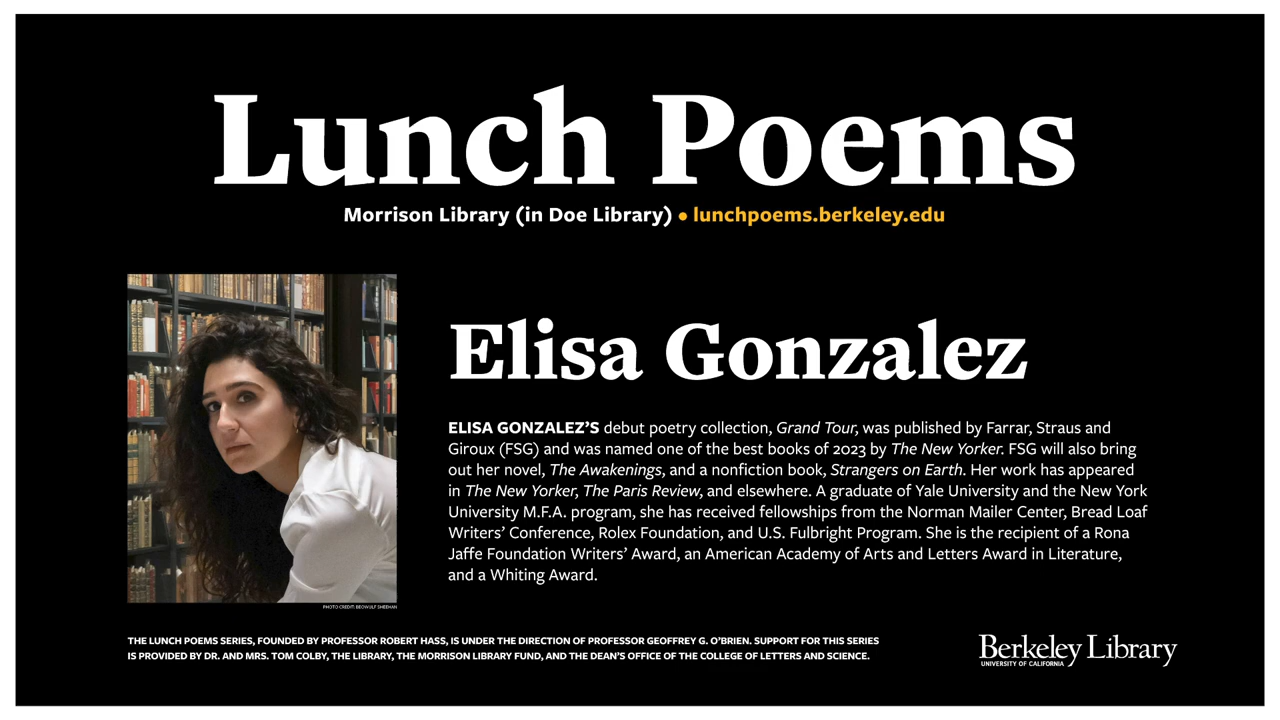 Lunch Poems
Morrison Library (in Doe Library) • lunchpoems.berkeley.edu
Elisa Gonzalez
ELISA GONZALEZ’S debut poetry collection, Grand Tour, was published by Farrar, Straus and
Giroux (FSG) and was named one of the best books of 2023 by The New Yorker. FSG will also bring
out her novel, The Awakenings, and a nonfiction book, Strangers on Earth. Her work has appeared
in The New Yorker, The Paris Review, and elsewhere. A graduate of Yale University and the New York
University M.F.A. program, she has received fellowships from the Norman Mailer Center, Bread Loaf
Writers’ Conference, Rolex Foundation, and U.S. Fulbright Program. She is the recipient of a Rona
Jaffe Foundation Writers’ Award, an American Academy of Arts and Letters Award in Literature,
and a Whiting Award.
PHOTO CREDIT: BEOWULF SHEEHAN
THE LUNCH POEMS SERIES, FOUNDED BY PROFESSOR ROBERT HASS, IS UNDER THE DIRECTION OF PROFESSOR GEOFFREY G. O’BRIEN. SUPPORT FOR THIS SERIES
IS PROVIDED BY DR. AND MRS. TOM COLBY, THE LIBRARY, THE MORRISON LIBRARY FUND, AND THE DEAN’S OFFICE OF THE COLLEGE OF LETTERS AND SCIENCE.
Berkeley Library
UNIVERSITY OF CALIFORNIA